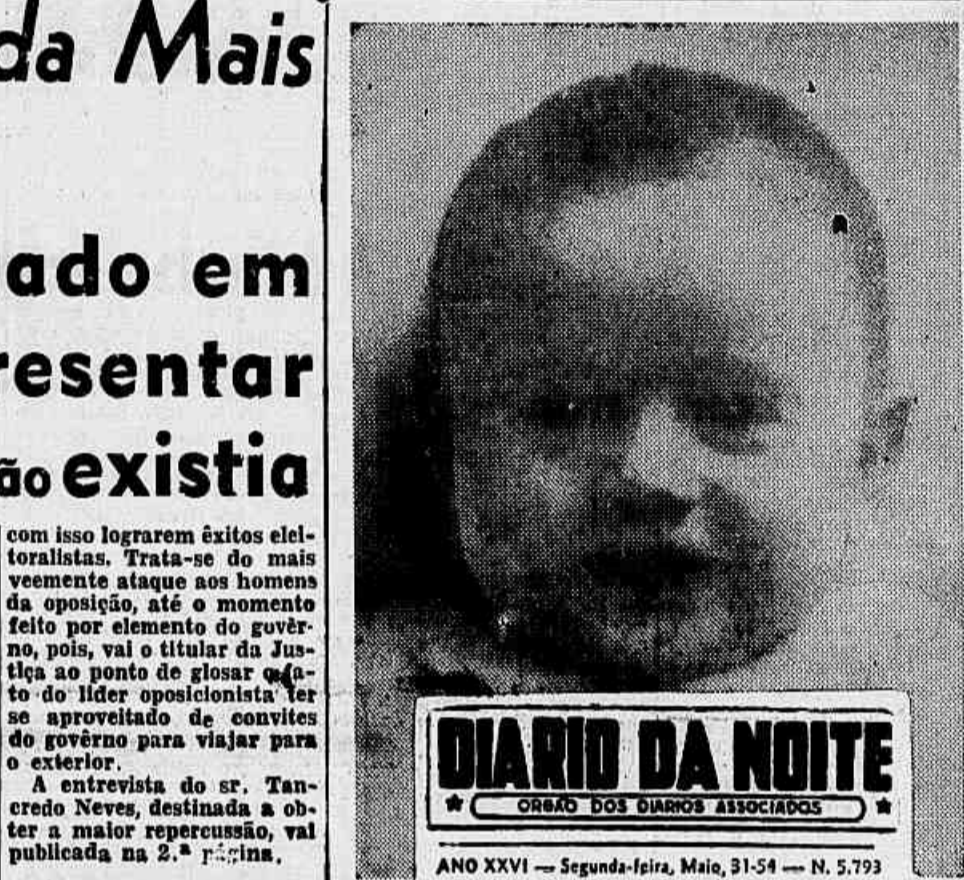 da Mais
ado em
resentar
ão existia
com isso lograrem êxitos elei-
toralistas. Trata-se do mais
veemente ataque aos homens
da oposição, até o momento
feito por elemento do govêr-
no, pois, vai o titular da Jus-
tiça ao ponto de glosar o fa-
to do lider oposicionista ter
se aproveitado de convites
do govêrno para viajar para
o exterior.
A entrevista do sr. Tan-
credo Neves, destinada a ob-
ter a maior repercussão, vai
publicada na 2.ª página.
DIARIO DA NOITE
ORGÃO DOS DIARIOS ASSOCIADOS
ANO XXVI — Segunda-feira, Maio, 31-54 — N. 5.793